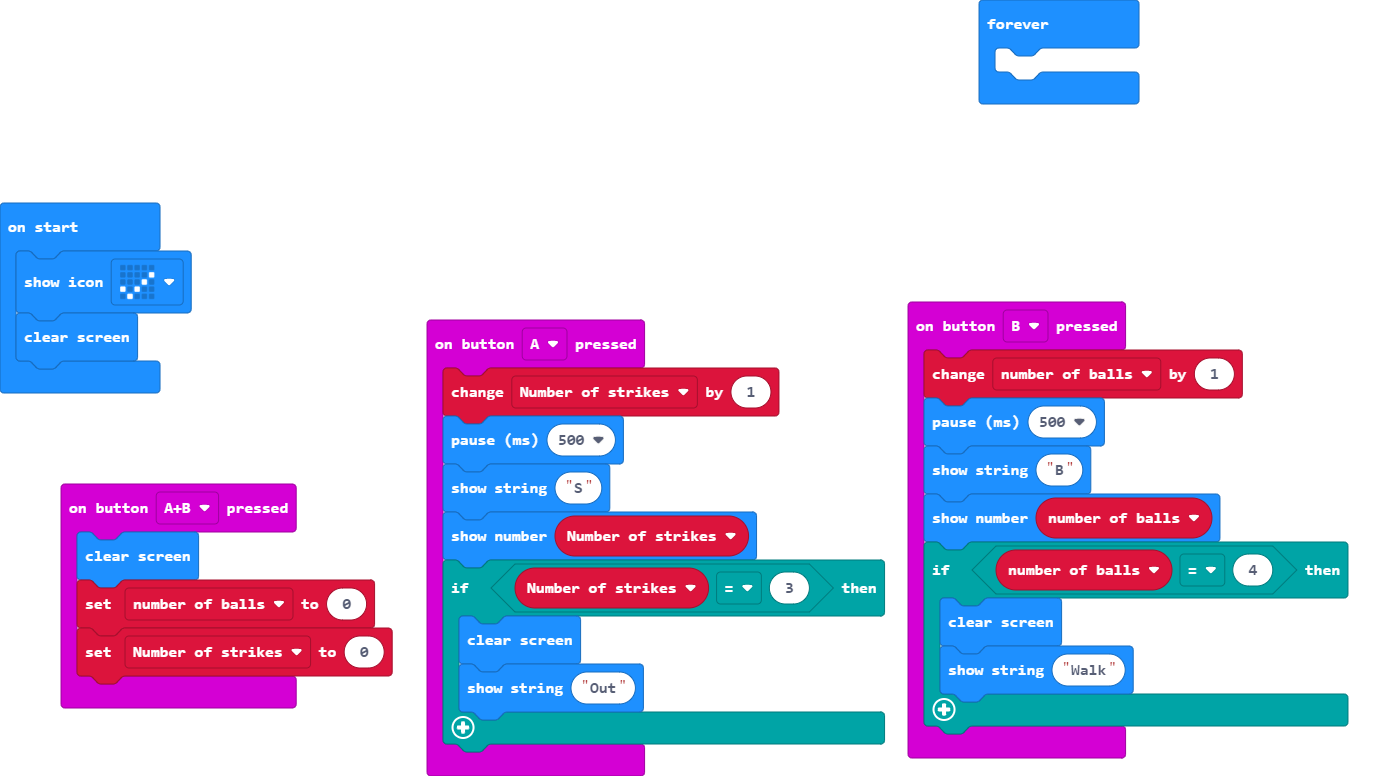 forever
on start
show icon
clear screen
on button A+B pressed
clear screen
set number of balls to 0
set Number of strikes to 0
on button A pressed
change Number of strikes by 1
pause (ms) 500
show string "S"
show number Number of strikes
if Number of strikes = 3 then
clear screen
show string "Out"
on button B pressed
change number of balls by 1
pause (ms) 500
show string "B"
show number number of balls
if number of balls = 4 then
clear screen
show string "Walk"